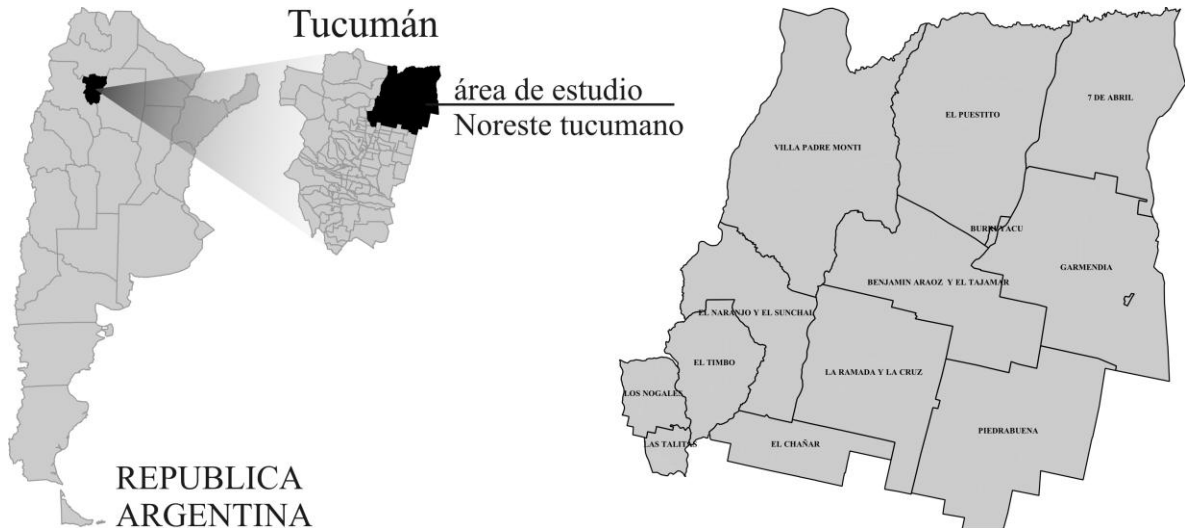 Tucumán
área de estudio
Noreste tucumano
REPUBLICA
ARGENTINA
7 DE ABRIL
EL PUESTITO
VILLA PADRE MONTI
BURRUYACU
GARMENDIA
BENJAMIN ARAOZ Y EL TAJAMAR
EL NARANJO Y EL SUNCHAL
EL TIMBO
LA RAMADA Y LA CRUZ
LOS NOGALES
PIEDRABUENA
LAS TALITAS
EL CHAÑAR